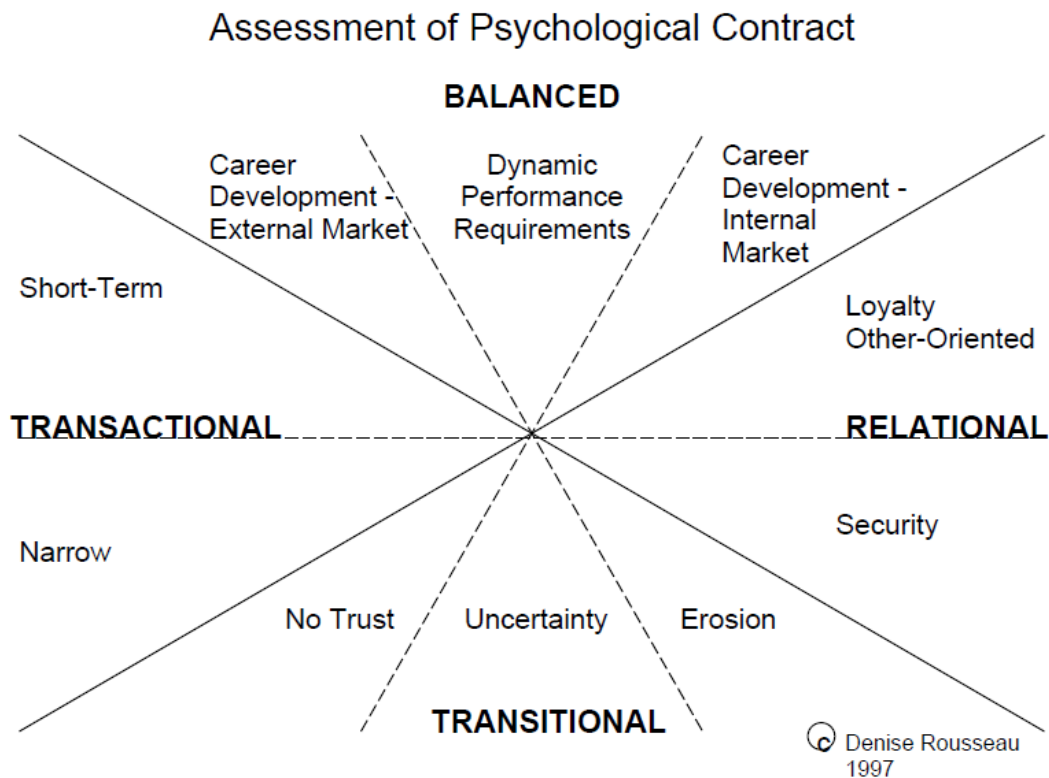 Assessment of Psychological Contract
BALANCED
Career
Development -
External Market
Dynamic
Performance
Requirements
Career
Development -
Internal
Market
Short-Term
Loyalty
Other-Oriented
TRANSACTIONAL
RELATIONAL
Narrow
Security
No Trust
Uncertainty
Erosion
TRANSITIONAL
© Denise Rousseau
1997